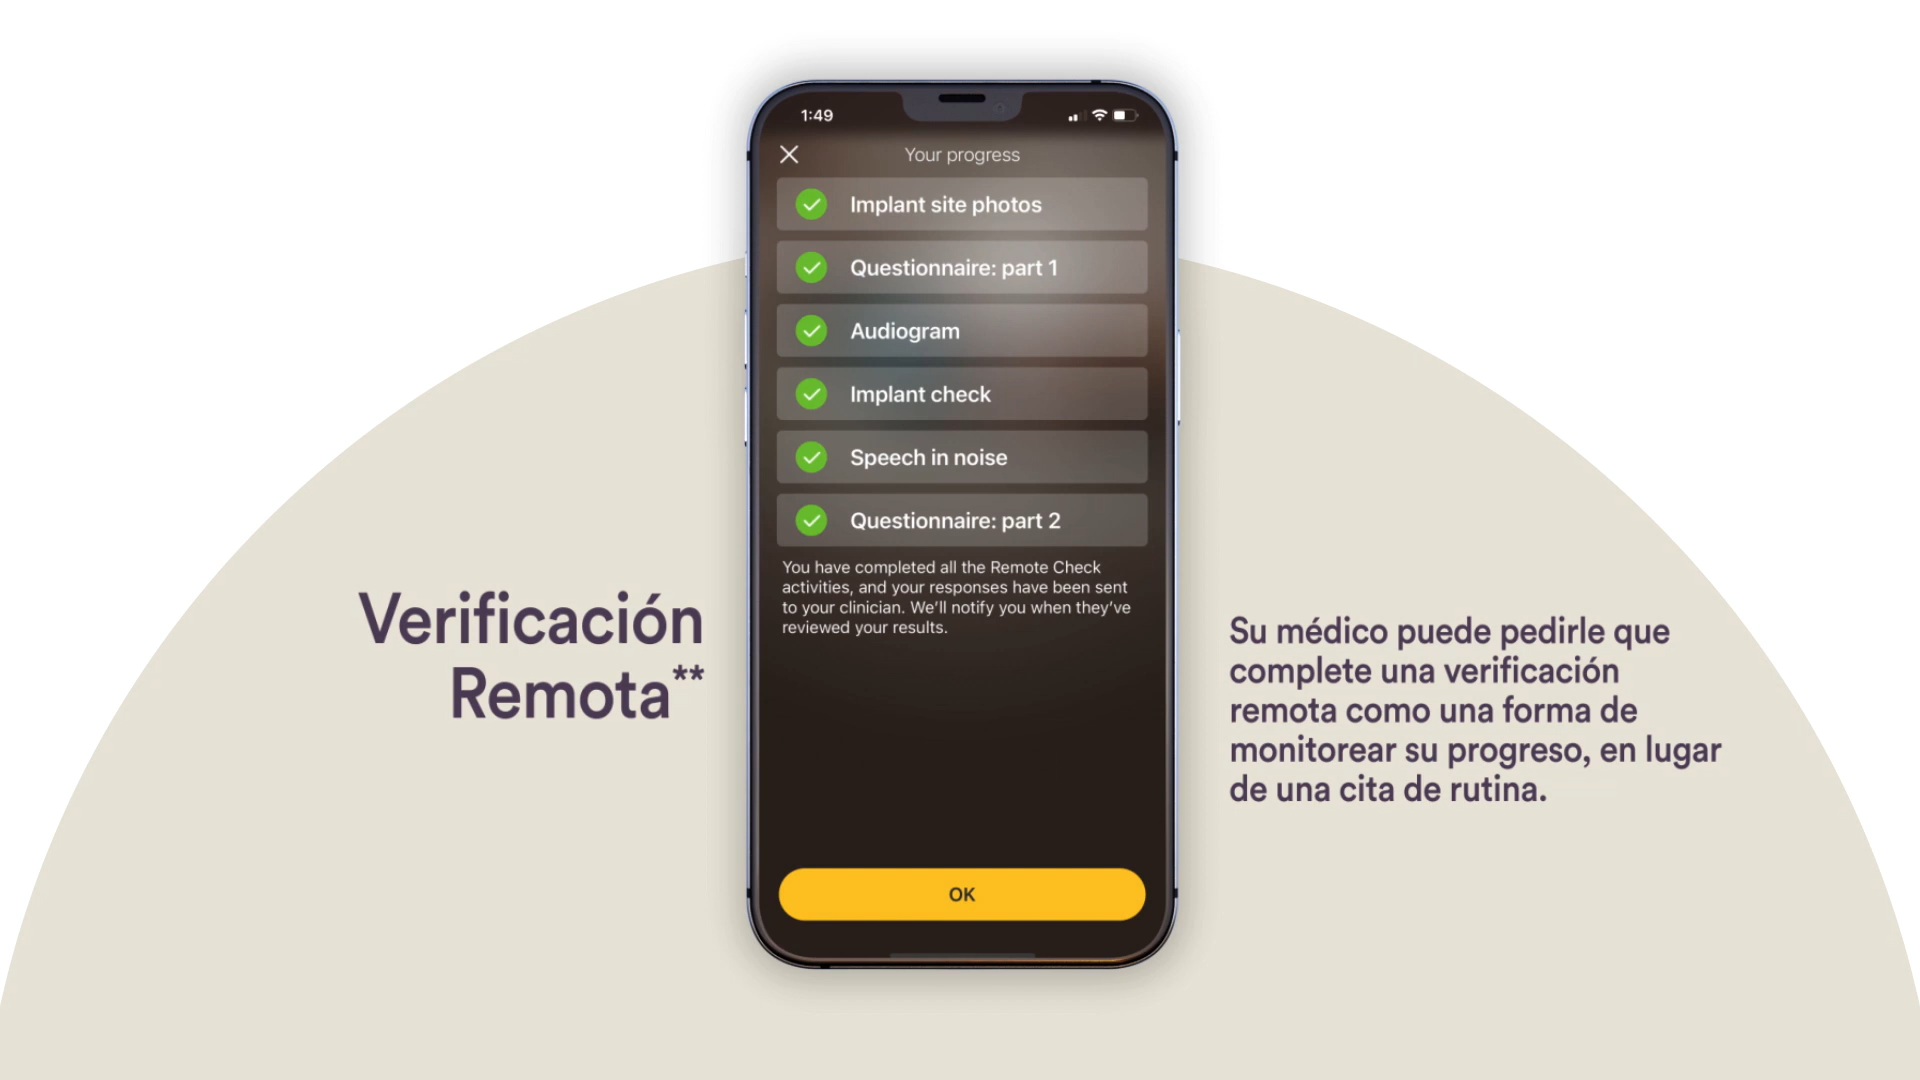 1:49
Your progress
Implant site photos
Questionnaire: part 1
Audiogram
Implant check
Speech in noise
Questionnaire: part 2
You have completed all the Remote Check
activities, and your responses have been sent
to your clinician. We'll notify you when they've
reviewed your results.
OK
Verificación
Remota**
Su médico puede pedirle que
complete una verificación
remota como una forma de
monitorear su progreso, en lugar
de una cita de rutina.